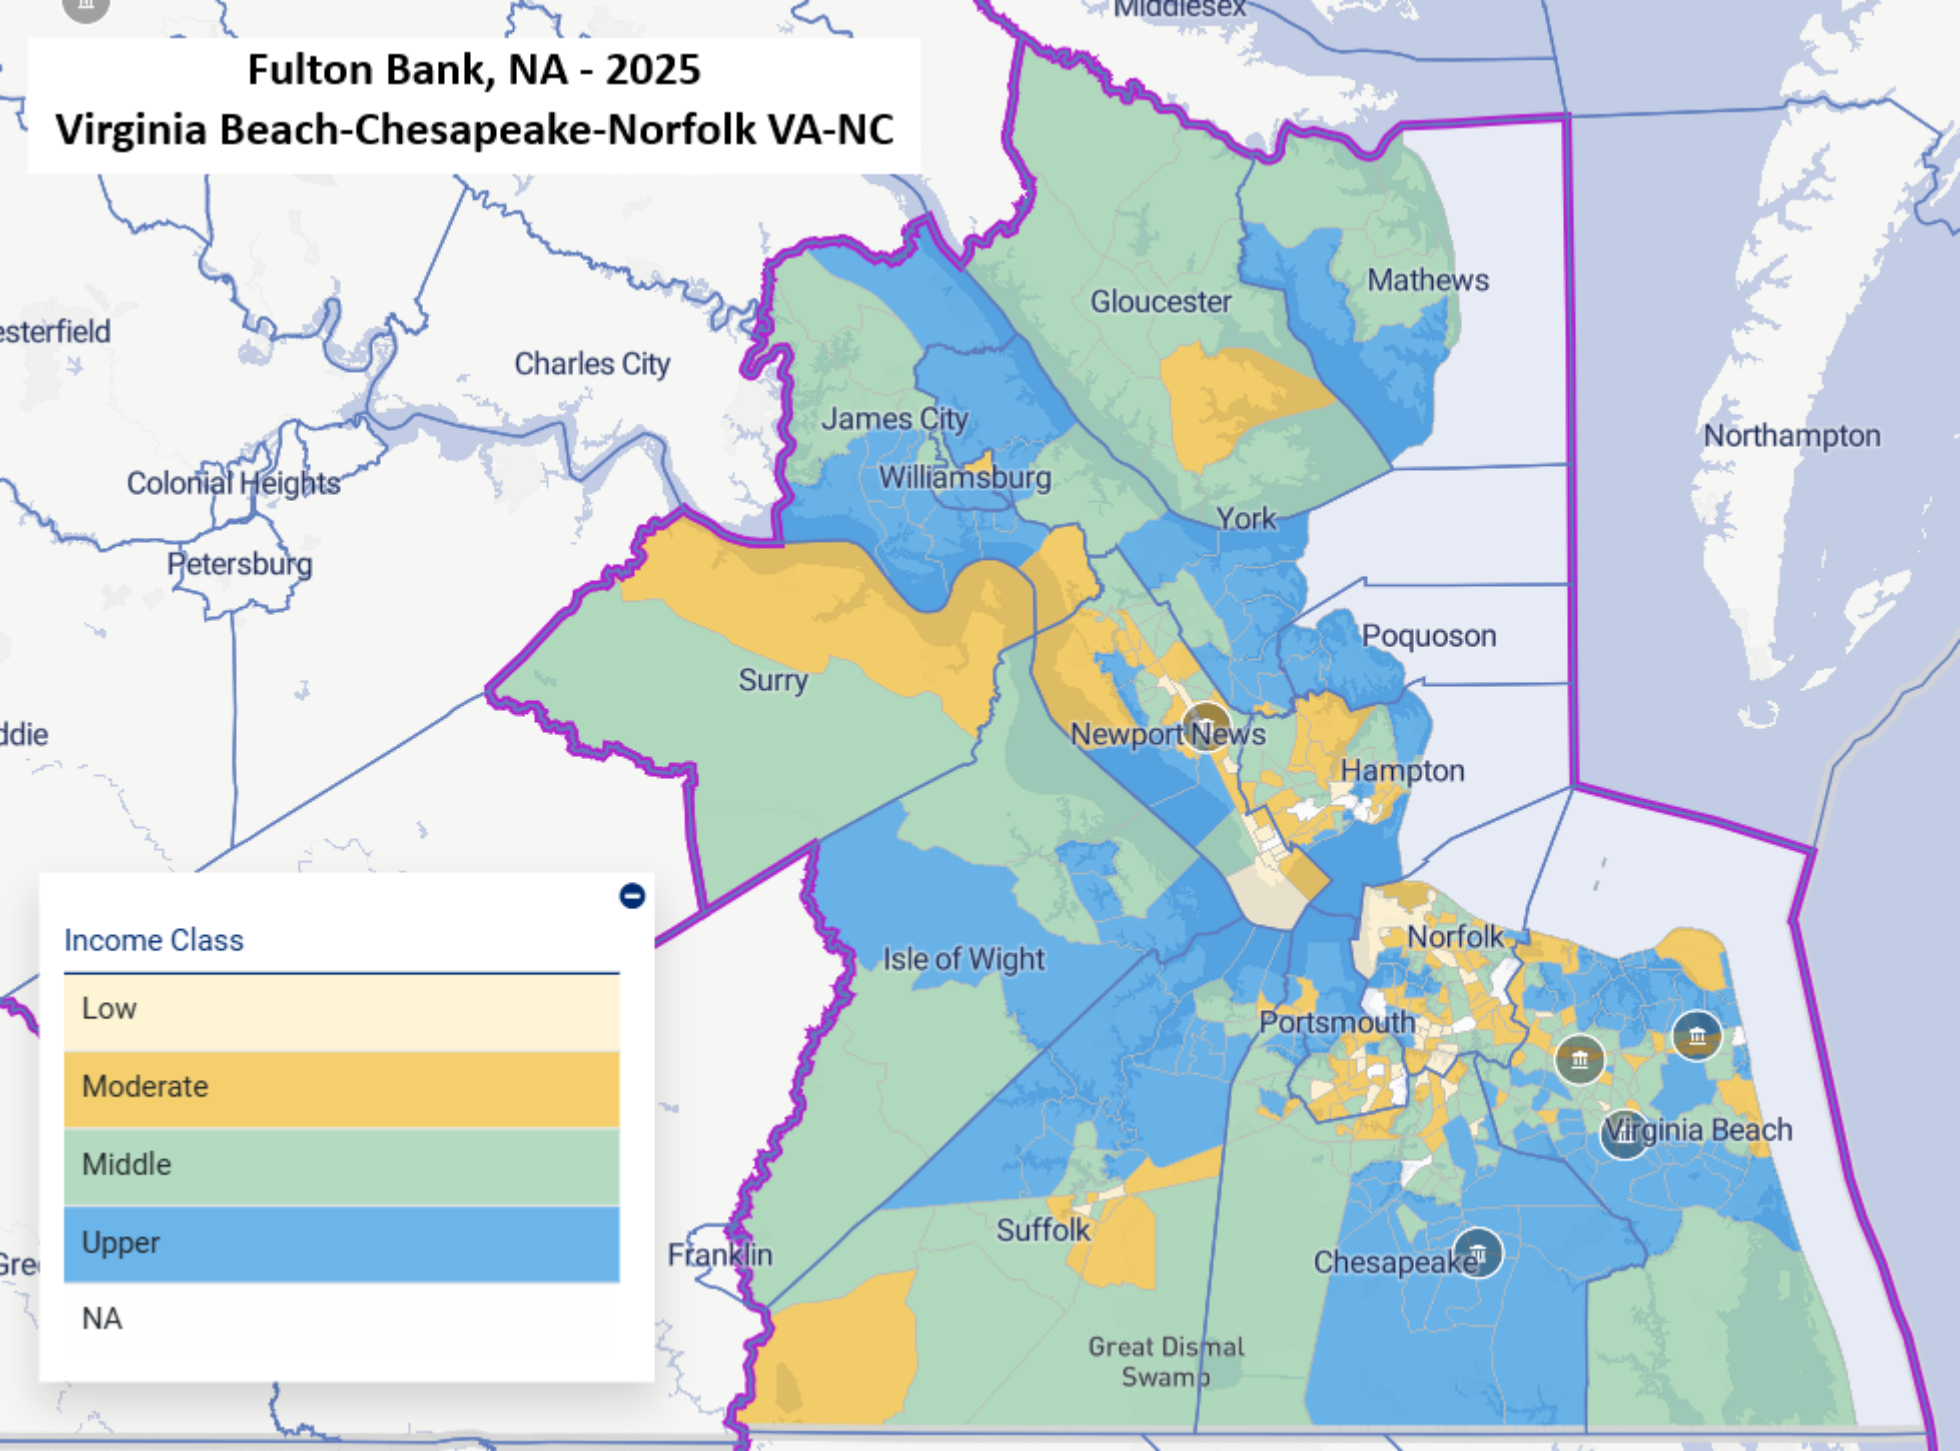 Middlesex
Fulton Bank, NA - 2025
Virginia Beach-Chesapeake-Norfolk VA-NC
Mathews
Gloucester
esterfield
Charles City
James City
Northampton
Williamsburg
Colonial Heights
York
Petersburg
Poquoson
Surry
ddie
Newport News
Hampton
Income Class
Low
Moderate
Middle
Upper
NA
Norfolk
Isle of Wight
Portsmouth
Virginia Beach
Suffolk
Franklin
Chesapeake
Gre
Great Dismal
Swamp